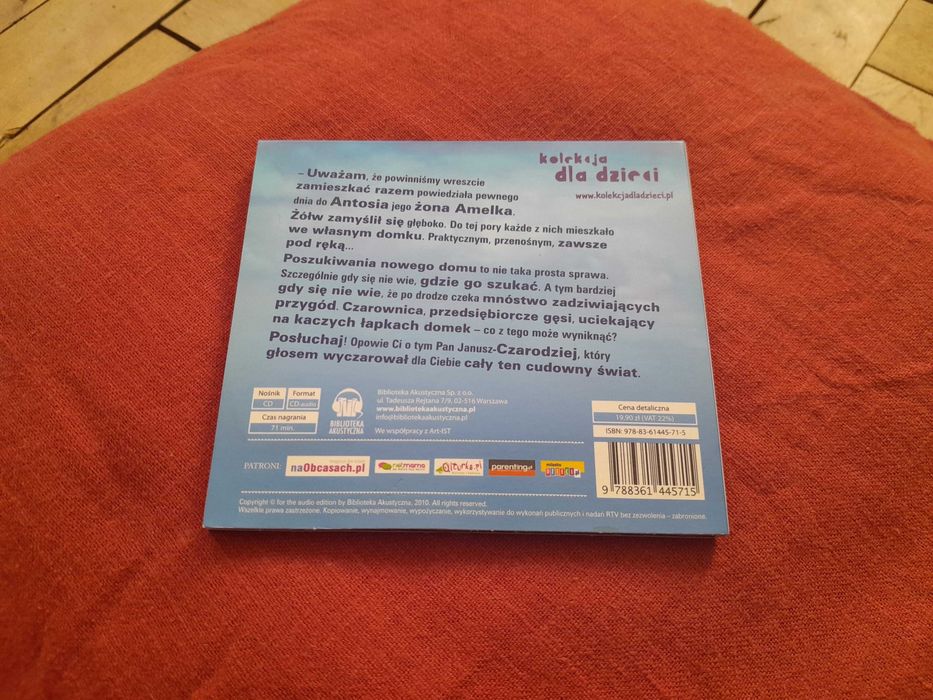 kolekcja
dla dzieci
www.kolekcjadladzieci.pl
– Uważam, że powinniśmy wreszcie
zamieszkać razem powiedziała pewnego
dnia do Antosia jego żona Amelka.
Żółw zamyślił się głęboko. Do tej pory każde z nich mieszkało
we własnym domku. Praktycznym, przenośnym, zawsze
pod ręką...
Poszukiwania nowego domu to nie taka prosta sprawa.
Szczególnie gdy się nie wie, gdzie go szukać. A tym bardziej
gdy się nie wie, że po drodze czeka mnóstwo zadziwiających
przygód. Czarownica, przedsiębiorcze gęsi, uciekający
na kaczych łapkach domek – co z tego może wyniknąć?
Posłuchaj! Opowie Ci o tym Pan Janusz-Czarodziej, który
głosem wyczarował dla Ciebie cały ten cudowny świat.
Nośnik Format
CD CD-audio
Czas nagrania
71 min.
BIBLIOTEKA
AKUSTYCZNA
Biblioteka Akustyczna Sp. z o.o.
ul. Tadeusza Rejtana 7/9, 02-516 Warszawa
www.bibliotekaakustyczna.pl
info@bibliotekaakustyczna.pl
We współpracy z Art-IST
Cena detaliczna
19,90 zł (VAT 22%)
ISBN: 978-83-61445-71-5
PATRONI:
naObcasach.pl
netmama
Qlturka.pl
parenting.pl
9 788361 445715
Copyright © for the audio edition by Biblioteka Akustyczna, 2010. All rights reserved.
Wszelkie prawa zastrzeżone. Kopiowanie, wynajmowanie, wypożyczanie, wykorzystywanie do wykonań publicznych i nadań RTV bez zezwolenia – zabronione.